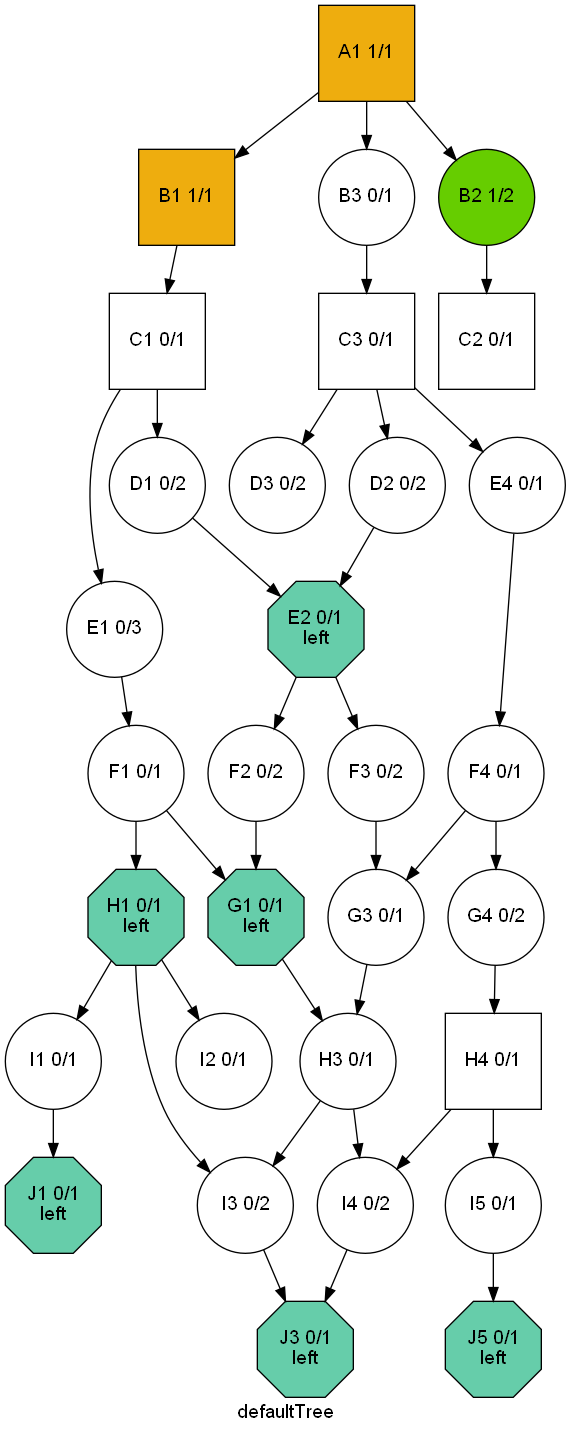 A1 1/1
B1 1/1
B3 0/1
B2 1/2
C1 0/1
C3 0/1
C2 0/1
D1 0/2
D3 0/2
D2 0/2
E4 0/1
E1 0/3
E2 0/1
left
F1 0/1
F2 0/2
F3 0/2
F4 0/1
H1 0/1
left
G1 0/1
left
G3 0/1
G4 0/2
I1 0/1
I2 0/1
H3 0/1
H4 0/1
J1 0/1
left
I3 0/2
I4 0/2
I5 0/1
J3 0/1
left
J5 0/1
left
defaultTree